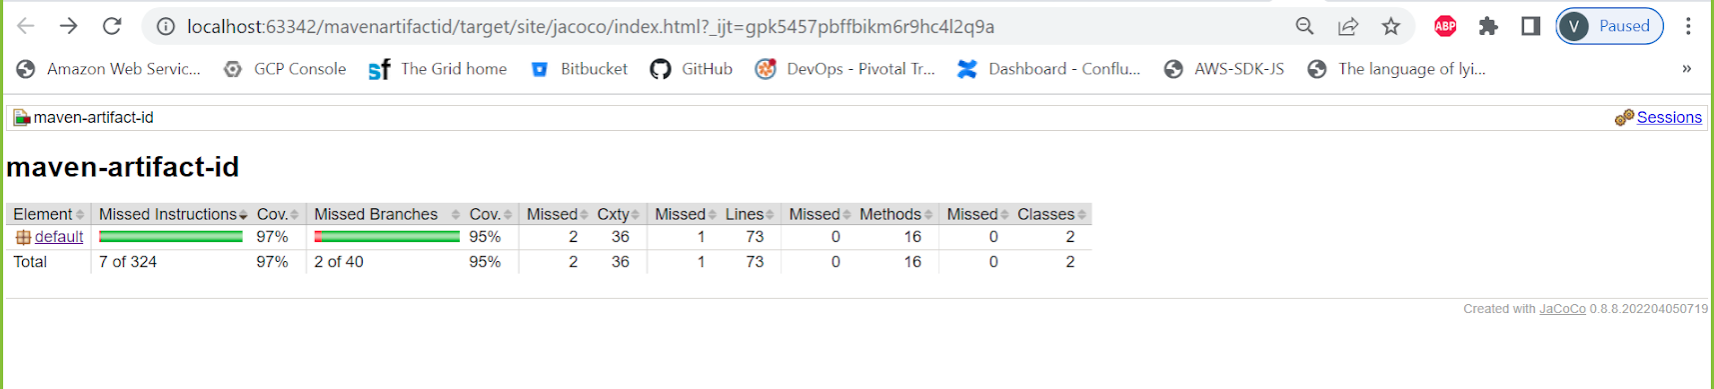 localhost:63342/mavenartifactid/target/site/jacoco/index.html?_ijt=gpk5457pbffbikm6r9hc4l2q9a ABP V Paused
Amazon Web Servic... GCP Console sf The Grid home Bitbucket GitHub DevOps - Pivotal Tr... Dashboard - Conflu... AWS-SDK-JS The language of lyi... »
maven-artifact-id Sessions
maven-artifact-id
Element Missed Instructions Cov. Missed Branches Cov. Missed Cxty Missed Lines Missed Methods Missed Classes
default 97% 95% 2 36 1 73 0 16 0 2
Total 7 of 324 97% 2 of 40 95% 2 36 1 73 0 16 0 2
Created with JaCoCo 0.8.8.202204050719